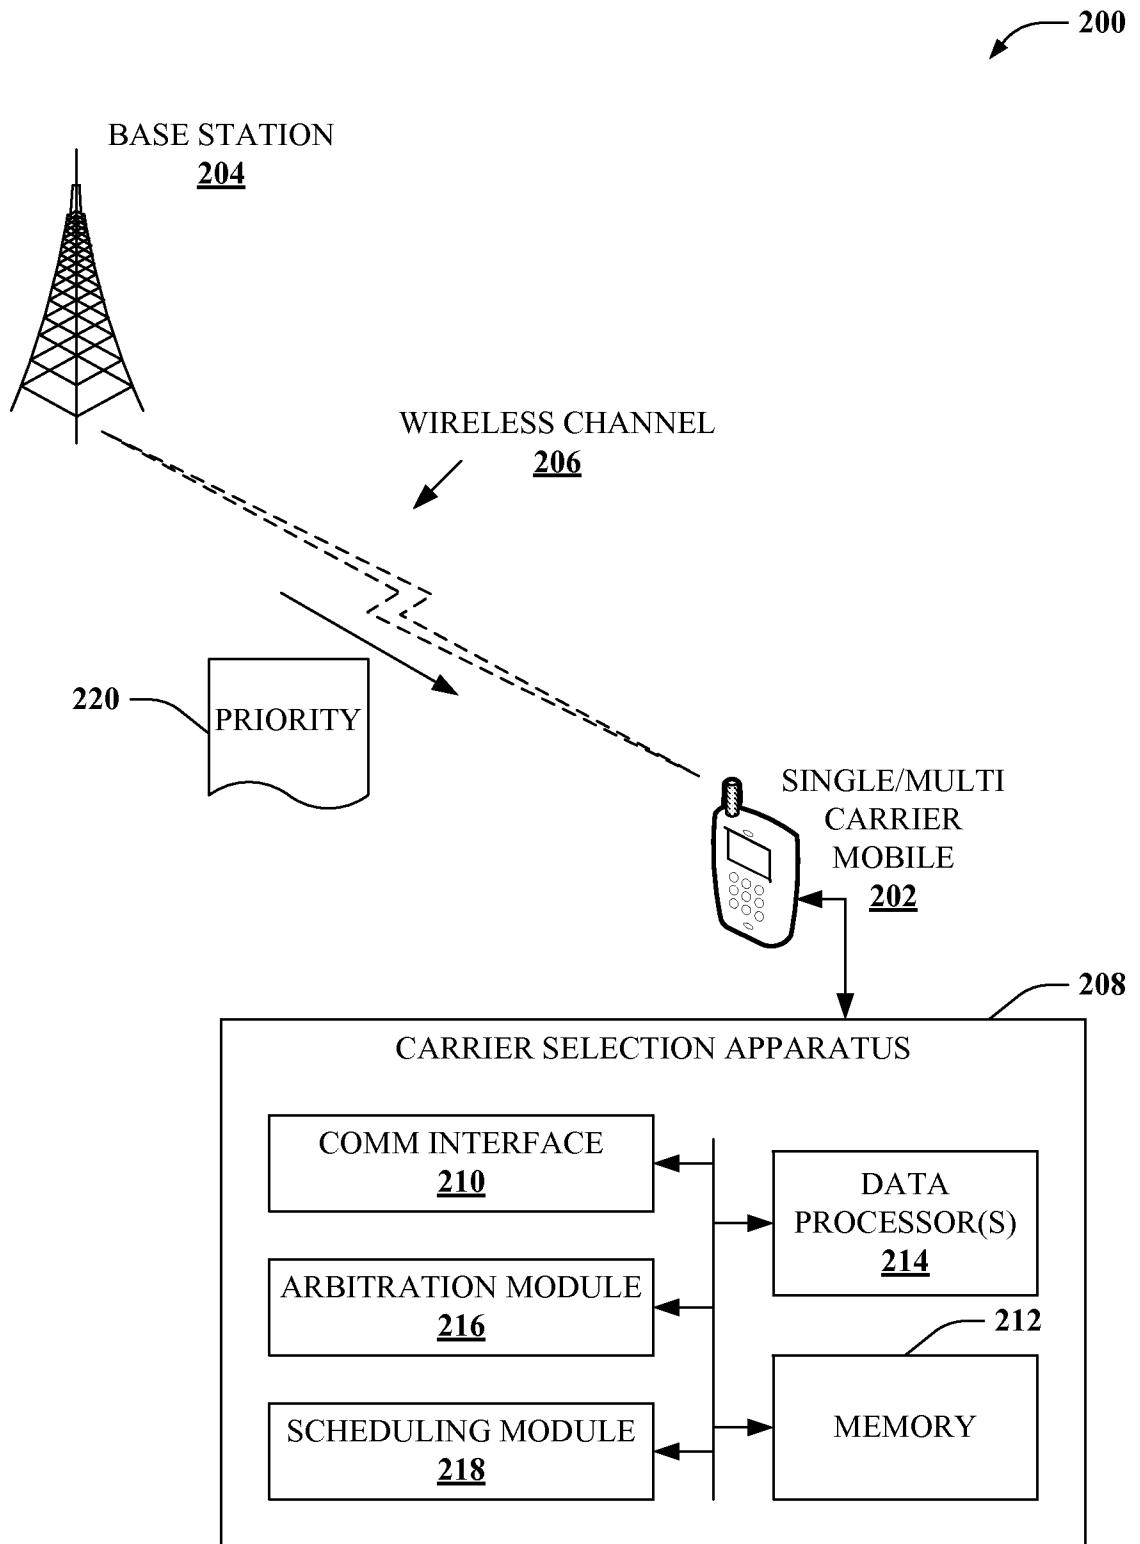 200
BASE STATION
204
WIRELESS CHANNEL
206
220
PRIORITY
SINGLE/MULTI
CARRIER
MOBILE
202
208
CARRIER SELECTION APPARATUS
COMM INTERFACE
210
DATA
PROCESSOR(S)
214
ARBITRATION MODULE
216
212
MEMORY
SCHEDULING MODULE
218